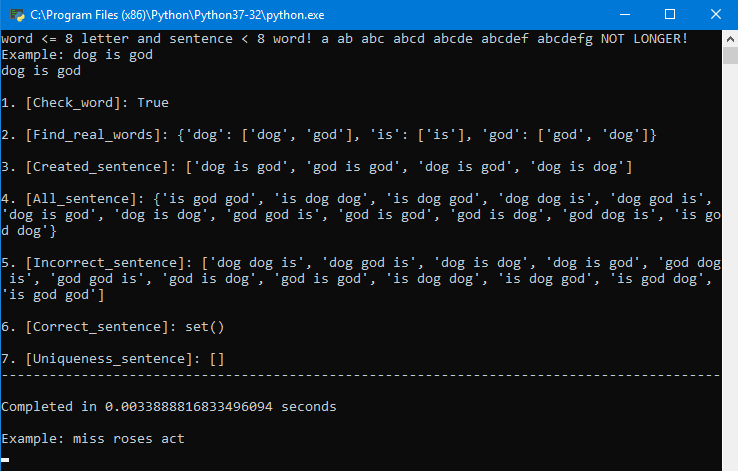 C:\Program Files (x86)\Python\Python37-32\python.exe
word <= 8 letter and sentence < 8 word! a ab abc abcd abcde abcdef abcdefg NOT LONGER!
Example: dog is god
dog is god
1. [Check_word]: True
2. [Find_real_words]: {'dog': ['dog', 'god'], 'is': ['is'], 'god': ['god', 'dog']}
3. [Created_sentence]: ['dog is god', 'god is god', 'dog is god', 'dog is dog']
4. [All_sentence]: {'is god god', 'is dog dog', 'is dog god', 'dog dog is', 'dog god is',
'dog is god', 'dog is dog', 'god god is', 'god is god', 'god is dog', 'god dog is', 'is go
d dog'}
5. [Incorrect_sentence]: ['dog dog is', 'dog god is', 'dog is dog', 'dog is god', 'god dog
 is', 'god god is', 'god is dog', 'god is god', 'is dog dog', 'is dog god', 'is god dog',
'is god god']
6. [Correct_sentence]: set()
7. [Uniqueness_sentence]: []
------------------------------------------------------------------------------------------
Completed in 0.0033888816833496094 seconds
Example: miss roses act